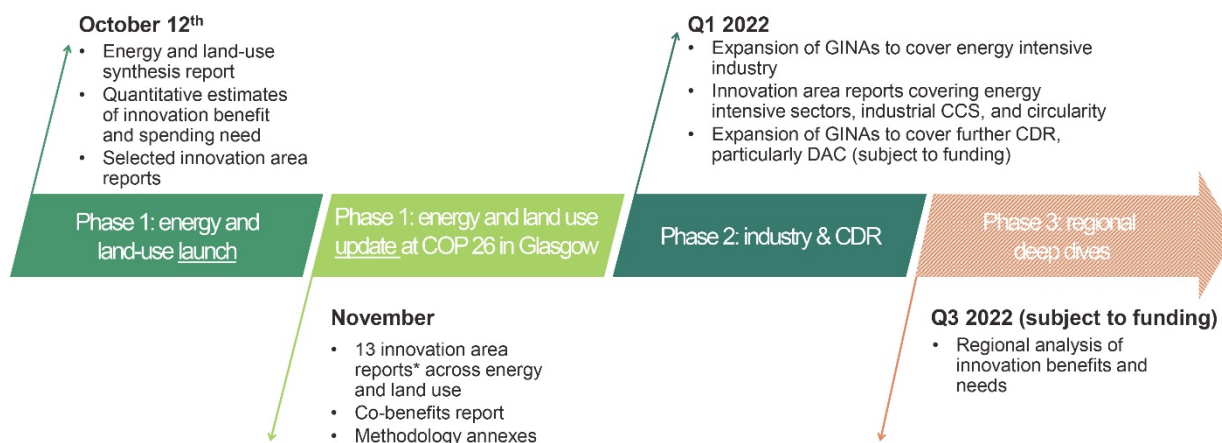 October 12th
• Energy and land-use
synthesis report
• Quantitative estimates
of innovation benefit
and spending need
• Selected innovation area
reports
Q1 2022
• Expansion of GINAs to cover energy intensive
industry
• Innovation area reports covering energy
intensive sectors, industrial CCS, and circularity
• Expansion of GINAs to cover further CDR,
particularly DAC (subject to funding)
Phase 1: energy and
land-use launch
Phase 1: energy and land use
update at COP 26 in Glasgow
Phase 2: industry & CDR
Phase 3: regional
deep dives
November
• 13 innovation area
reports* across energy
and land use
• Co-benefits report
• Methodology annexes
Q3 2022 (subject to funding)
• Regional analysis of
innovation benefits and
needs